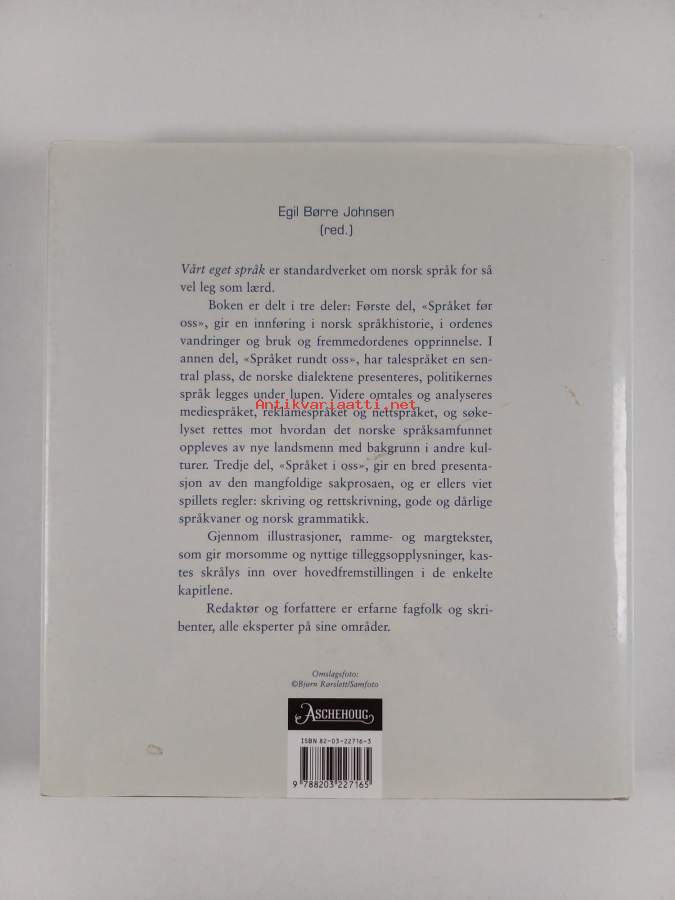 Egil Børre Johnsen
(red.)
Vårt eget språk er standardverket om norsk språk for så
vel leg som lærd.
Boken er delt i tre deler: Første del, «Språket før
oss», gir en innføring i norsk språkhistorie, i ordenes
vandringer og bruk og fremmedordenes opprinnelse. I
annen del, «Språket rundt oss», har talespråket en sen-
tral plass, de norske dialektene presenteres, politikernes
språk legges under lupen. Videre omtales og analyseres
Antikvariaatti.net
mediespråket, reklamespråket og nettspråket, og søke-
lyset rettes mot hvordan det norske språksamfunnet
oppleves av nye landsmenn med bakgrunn i andre kul-
turer. Tredje del, «Språket i oss», gir en bred presenta-
sjon av den mangfoldige sakprosaen, og er ellers viet
spillets regler: skriving og rettskrivning, gode og dårlige
språkvaner og norsk grammatikk.
Gjennom illustrasjoner, ramme- og margtekster,
som gir morsomme og nyttige tilleggsopplysninger, kas-
tes skrålys inn over hovedfremstillingen i de enkelte
kapitlene.
Redaktør og forfattere er erfarne fagfolk og skri-
benter, alle eksperter på sine områder.
Omslagsfoto:
©Bjørn Rørslett/Samfoto
ASCHEHOUG
ISBN 82-03-22716-3
9 788203 227165